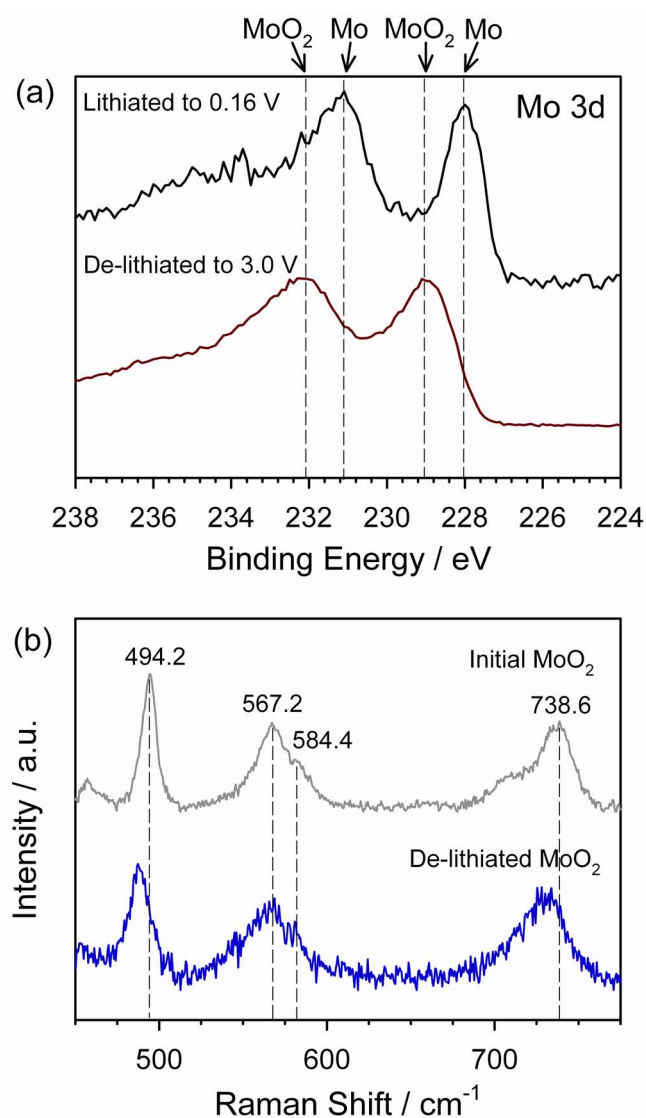 MoO₂ Mo MoO₂ Mo
(a)
Lithiated to 0.16 V
Mo 3d
De-lithiated to 3.0 V
238 236 234 232 230 228 226 224
Binding Energy / eV
(b)
494.2
Initial MoO₂
567.2
738.6
584.4
De-lithiated MoO₂
Intensity / a.u.
500 600 700
Raman Shift / cm⁻¹